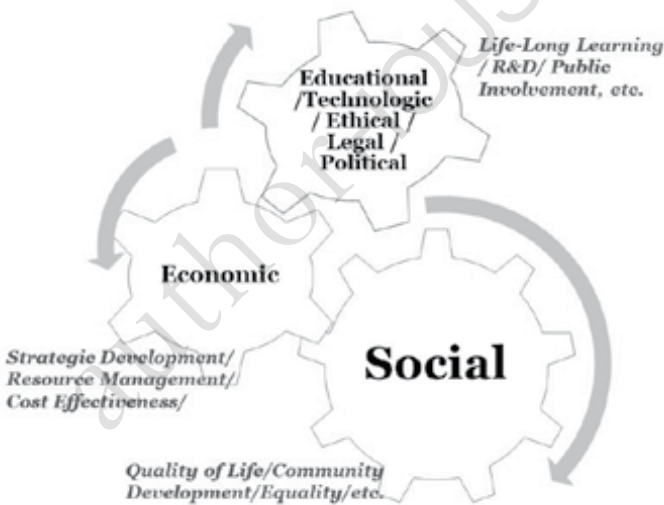 Life-Long Learning
/ R&D/ Public
Involvement, etc.
Educational
/Technologic
/ Ethical /
Legal /
Political
Economic
Strategic Development/
Resource Management/
Cost Effectiveness/
Social
Quality of Life/Community
Development/Equality/etc.